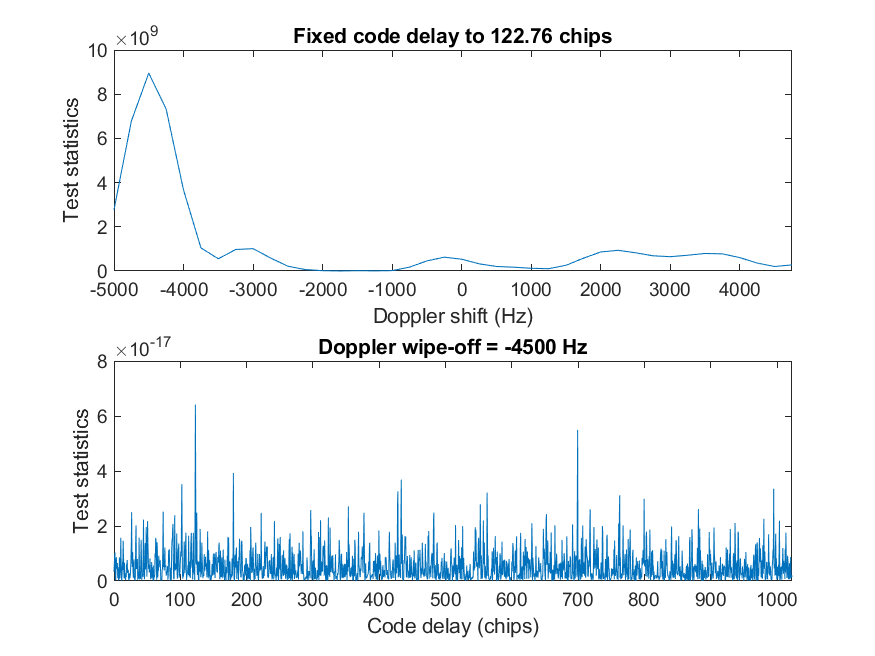 Fixed code delay to 122.76 chips
×10⁹
10
8
6
4
2
0
Test statistics
-5000 -4000 -3000 -2000 -1000 0 1000 2000 3000 4000
Doppler shift (Hz)
Doppler wipe-off = -4500 Hz
×10⁻¹⁷
8
6
4
2
0
Test statistics
0 100 200 300 400 500 600 700 800 900 1000
Code delay (chips)